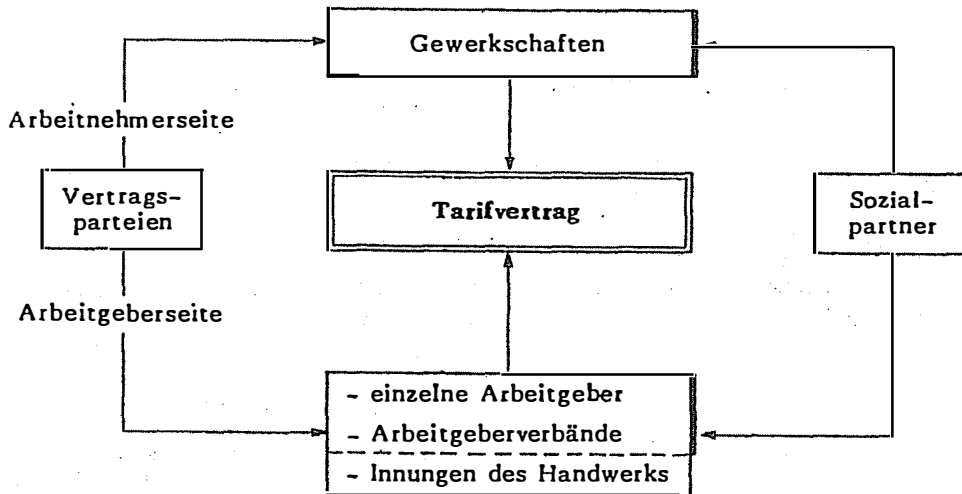 Gewerkschaften
Arbeitnehmerseite
Vertrags-
parteien
Tarifvertrag
Sozial-
partner
Arbeitgeberseite
- einzelne Arbeitgeber
- Arbeitgeberverbände
- Innungen des Handwerks